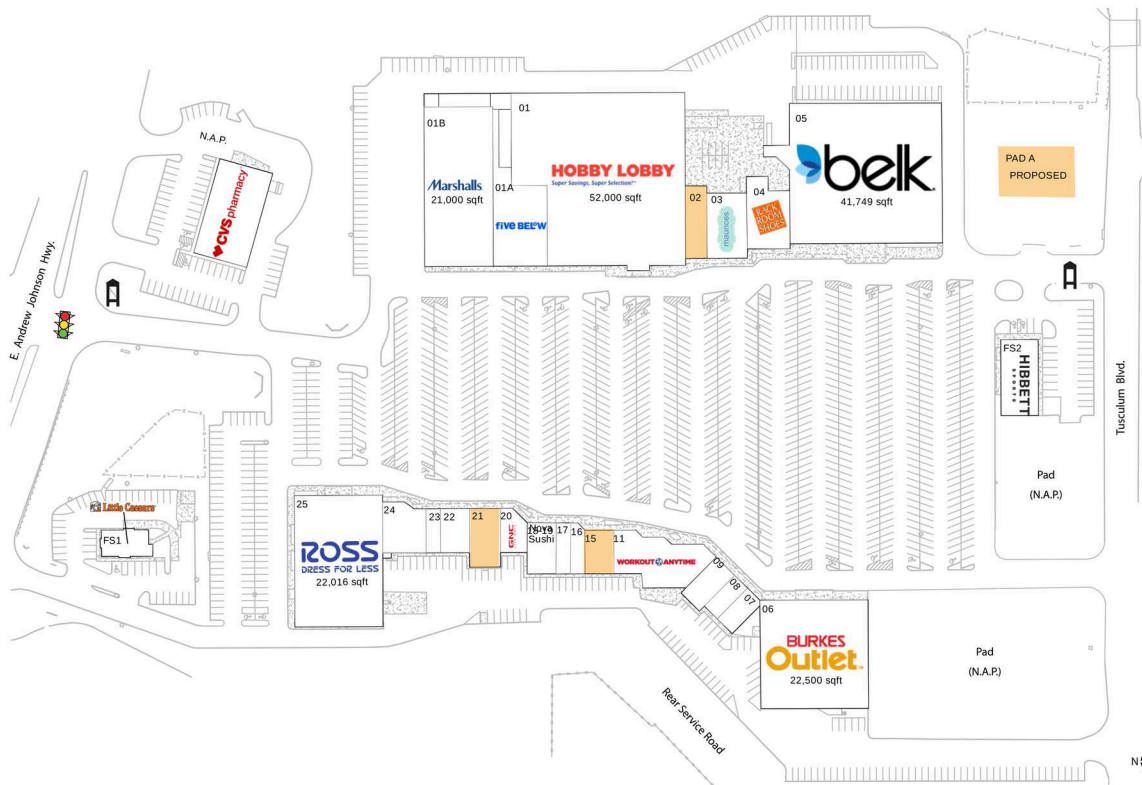 N.A.P.
CVS pharmacy
E. Andrew Johnson Hwy.
01B
Marshalls
21,000 sqft
01A
five BELOW
01
HOBBY LOBBY
Super Savings, Super Selection!
52,000 sqft
02
03
maurices
04
RACK
ROOM
SHOES
05
belk
41,749 sqft
PAD A
PROPOSED
FS2
HIBBETT
SPORTS
Tusculum Blvd.
Pad
(N.A.P.)
Little Caesars
FS1
25
ROSS
DRESS FOR LESS
22,016 sqft
24
23
22
21
20
GNC
18-19
Nova
Sushi
17
16
15
11
WORKOUT ANYTIME
09
08
07
06
BURKES
Outlet
22,500 sqft
Pad
(N.A.P.)
Rear Service Road
N